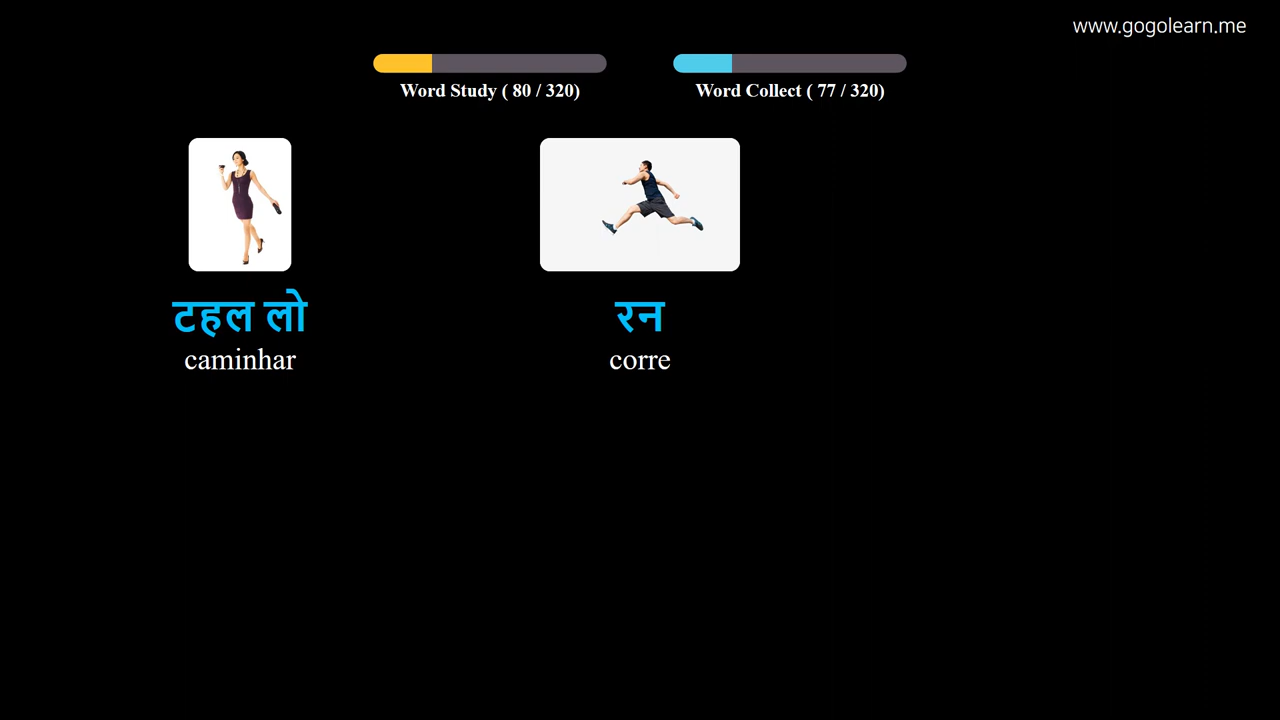 www.gogolearn.me
Word Study ( 80 / 320)
Word Collect ( 77 / 320)
टहल लो
caminhar
रन
corre